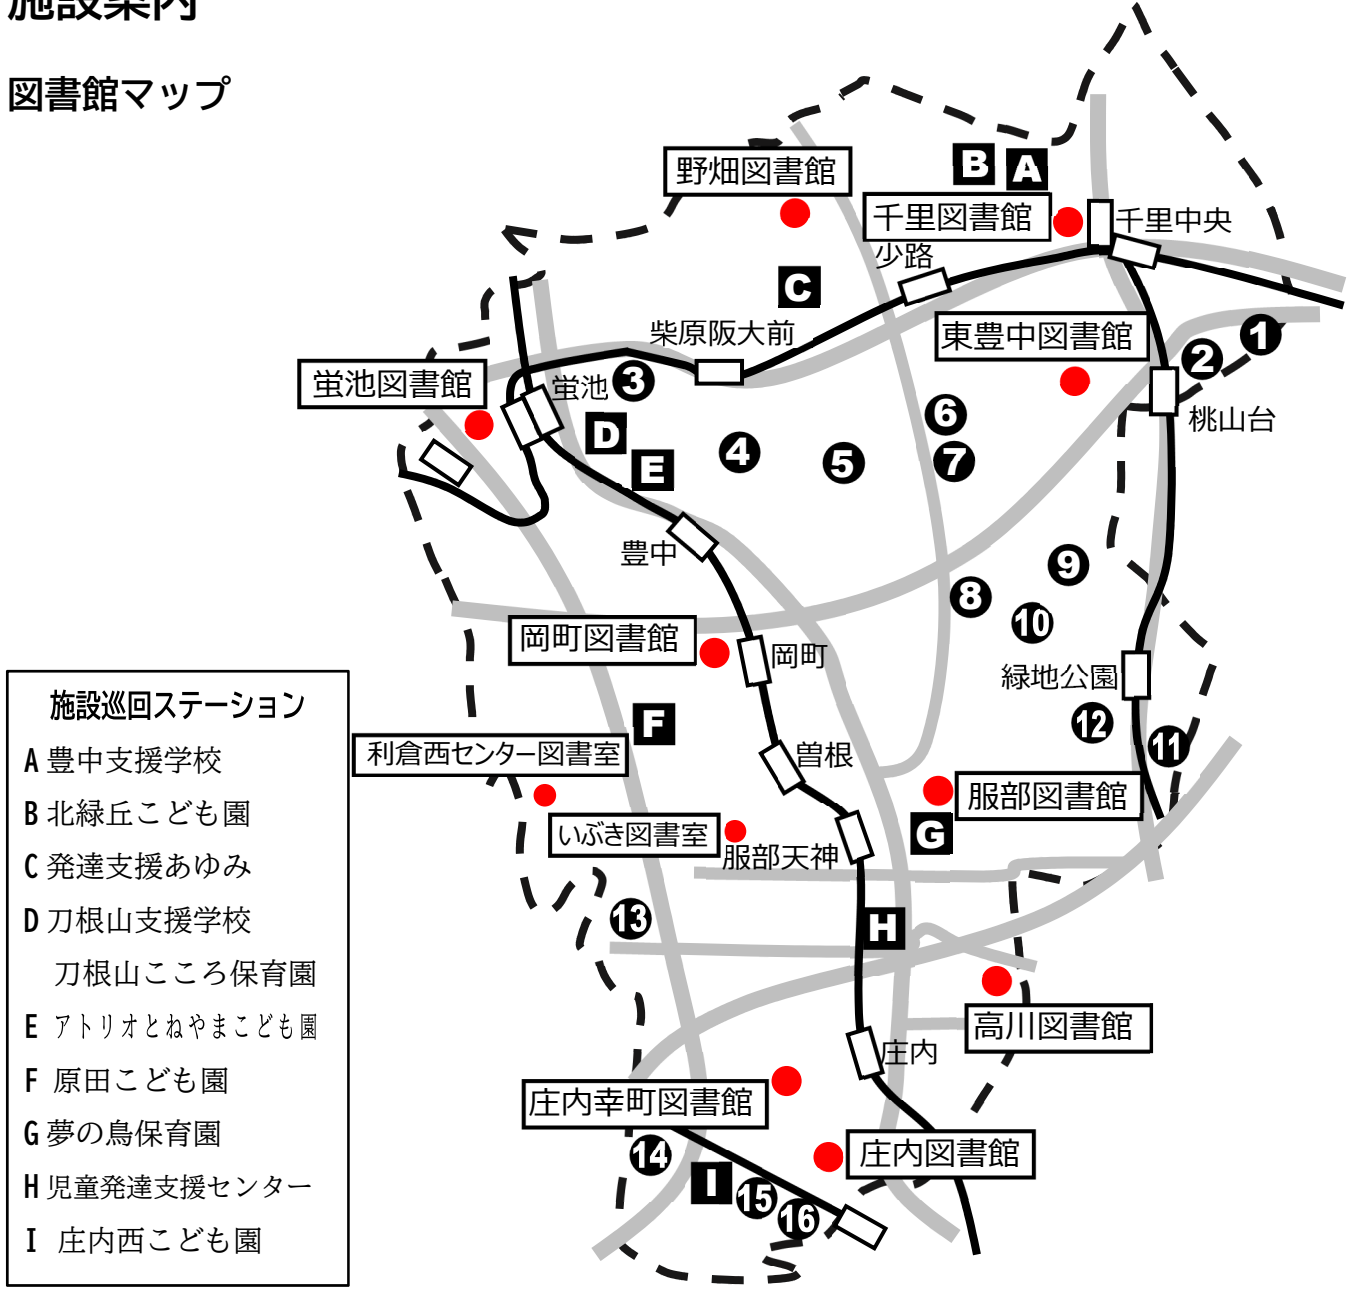 施設案内
図書館マップ
野畑図書館
B
A
千里図書館
千里中央
少路
C
柴原阪大前
東豊中図書館
1
2
蛍池図書館
蛍池
3
桃山台
D
E
4
5
6
7
豊中
9
8
10
岡町図書館
岡町
緑地公園
F
12
11
利倉西センター図書室
曽根
服部図書館
いぶき図書室
服部天神
G
13
H
高川図書館
庄内
庄内幸町図書館
14
庄内図書館
I
15
16
施設巡回ステーション
A 豊中支援学校
B 北緑丘こども園
C 発達支援あゆみ
D 刀根山支援学校
刀根山こころ保育園
E アトリオとねやまこども園
F 原田こども園
G 夢の鳥保育園
H 児童発達支援センター
I 庄内西こども園